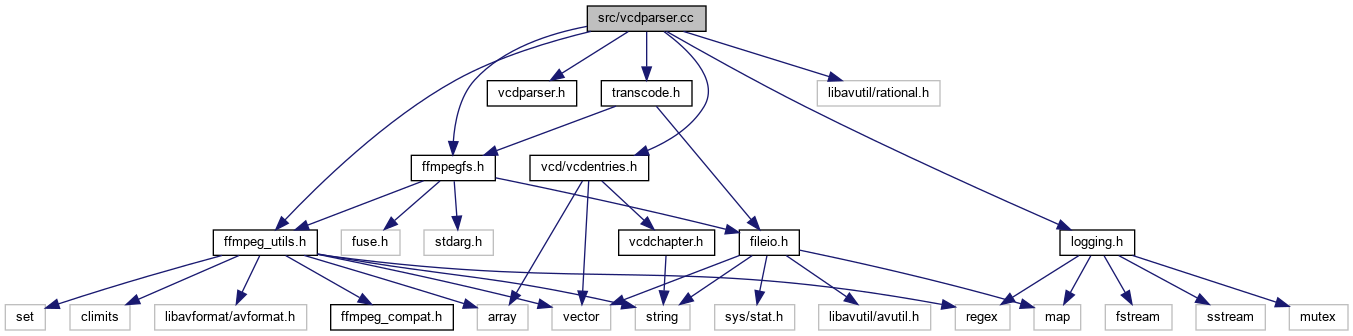 src/vcdparser.cc
vcdparser.h
transcode.h
libavutil/rational.h
ffmpegfs.h
vcd/vcdentries.h
ffmpeg_utils.h
fuse.h
stdarg.h
vcdchapter.h
fileio.h
logging.h
set
climits
libavformat/avformat.h
ffmpeg_compat.h
array
vector
string
sys/stat.h
libavutil/avutil.h
regex
map
fstream
sstream
mutex